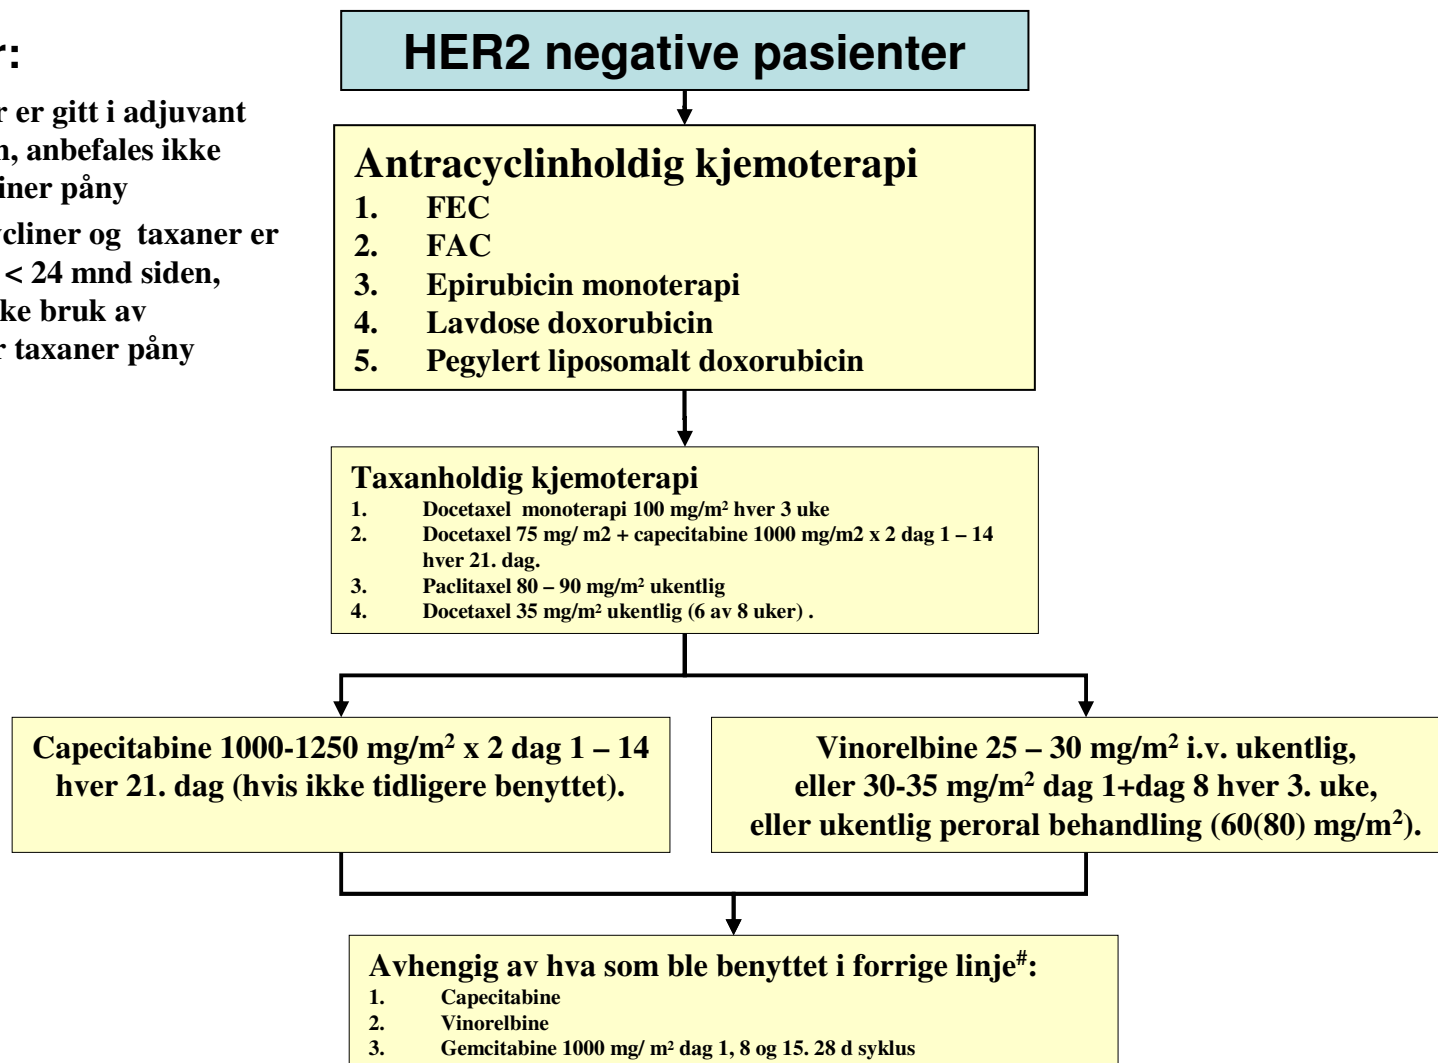 r:
r er gitt i adjuvant
n, anbefales ikke
iner påny
cliner og taxaner er
< 24 mnd siden,
ke bruk av
r taxaner påny
HER2 negative pasienter
Antracyclinholdig kjemoterapi
1. FEC
2. FAC
3. Epirubicin monoterapi
4. Lavdose doxorubicin
5. Pegylert liposomalt doxorubicin
Taxanholdig kjemoterapi
1. Docetaxel monoterapi 100 mg/m² hver 3 uke
2. Docetaxel 75 mg/ m2 + capecitabine 1000 mg/m2 x 2 dag 1 – 14
hver 21. dag.
3. Paclitaxel 80 – 90 mg/m² ukentlig
4. Docetaxel 35 mg/m² ukentlig (6 av 8 uker) .
Capecitabine 1000-1250 mg/m² x 2 dag 1 – 14
hver 21. dag (hvis ikke tidligere benyttet).
Vinorelbine 25 – 30 mg/m² i.v. ukentlig,
eller 30-35 mg/m² dag 1+dag 8 hver 3. uke,
eller ukentlig peroral behandling (60(80) mg/m²).
Avhengig av hva som ble benyttet i forrige linje#:
1. Capecitabine
2. Vinorelbine
3. Gemcitabine 1000 mg/ m² dag 1, 8 og 15. 28 d syklus